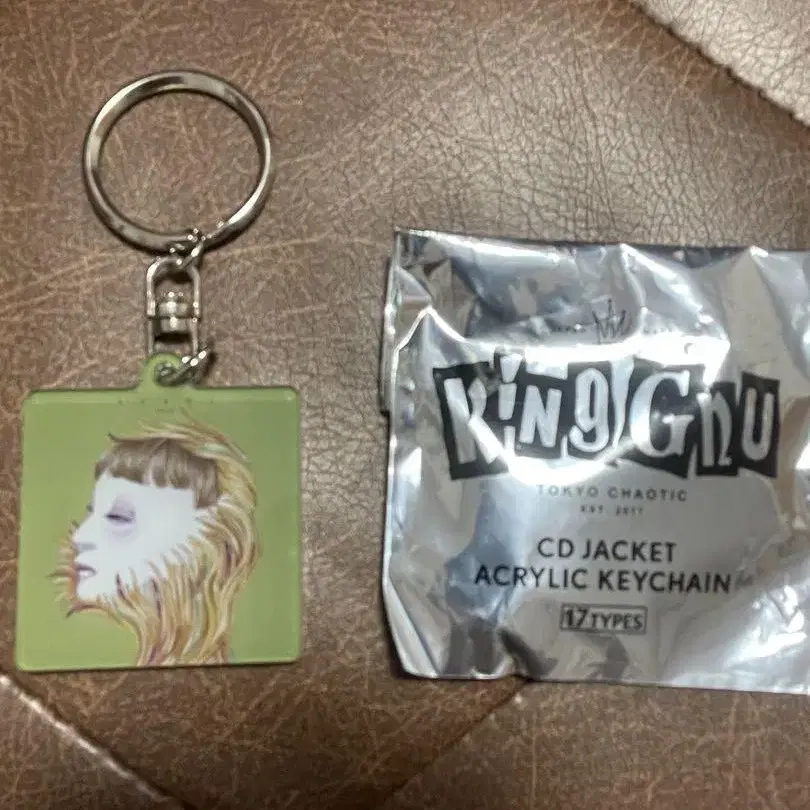 King Gnu
TOKYO CHAOTIC
EST. 2017
CD JACKET
ACRYLIC KEYCHAIN
17 TYPES